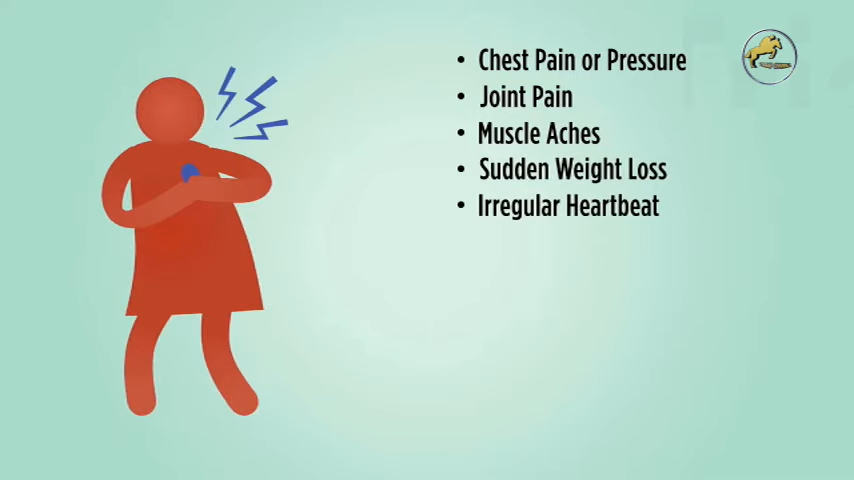 • Chest Pain or Pressure
• Joint Pain
• Muscle Aches
• Sudden Weight Loss
• Irregular Heartbeat